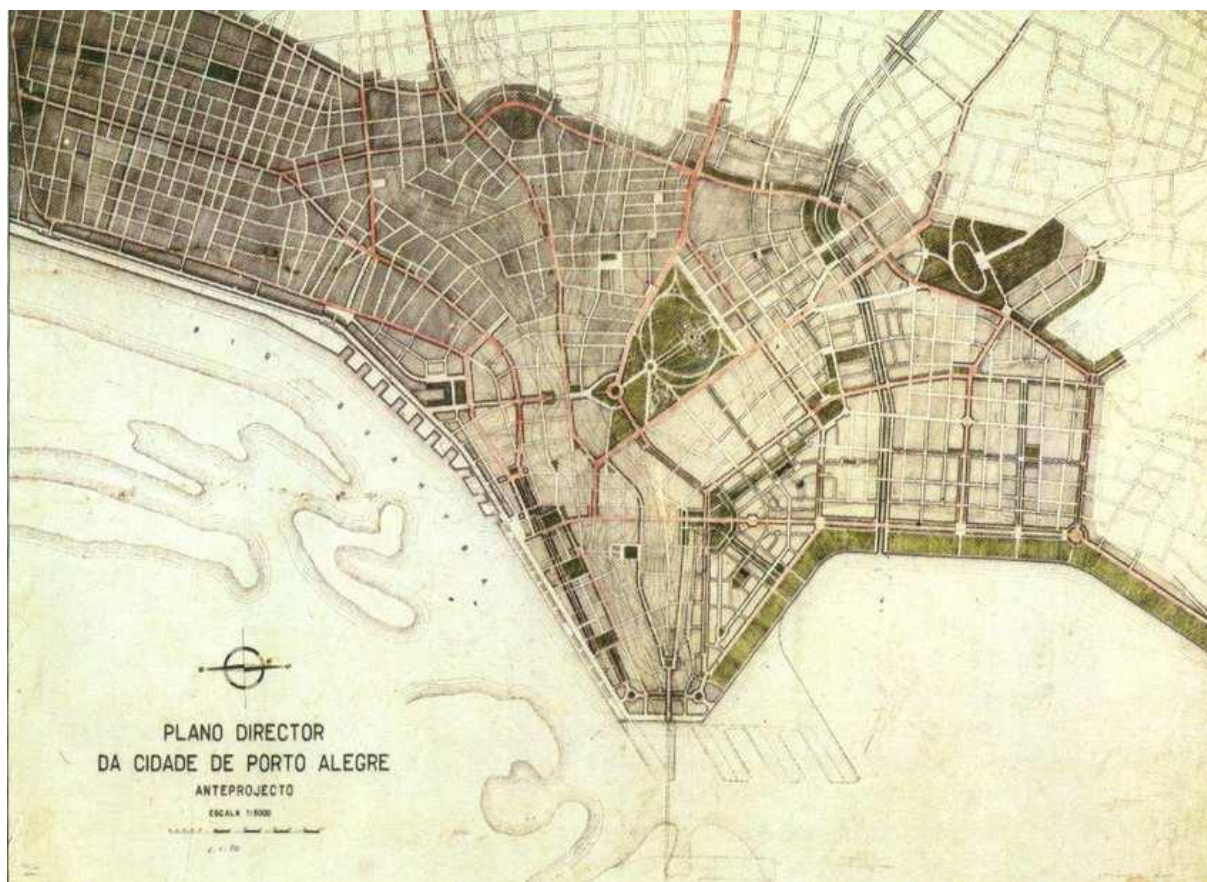 PLANO DIRECTOR
DA CIDADE DE PORTO ALEGRE
ANTEPROJECTO
ESCALA 1:5000